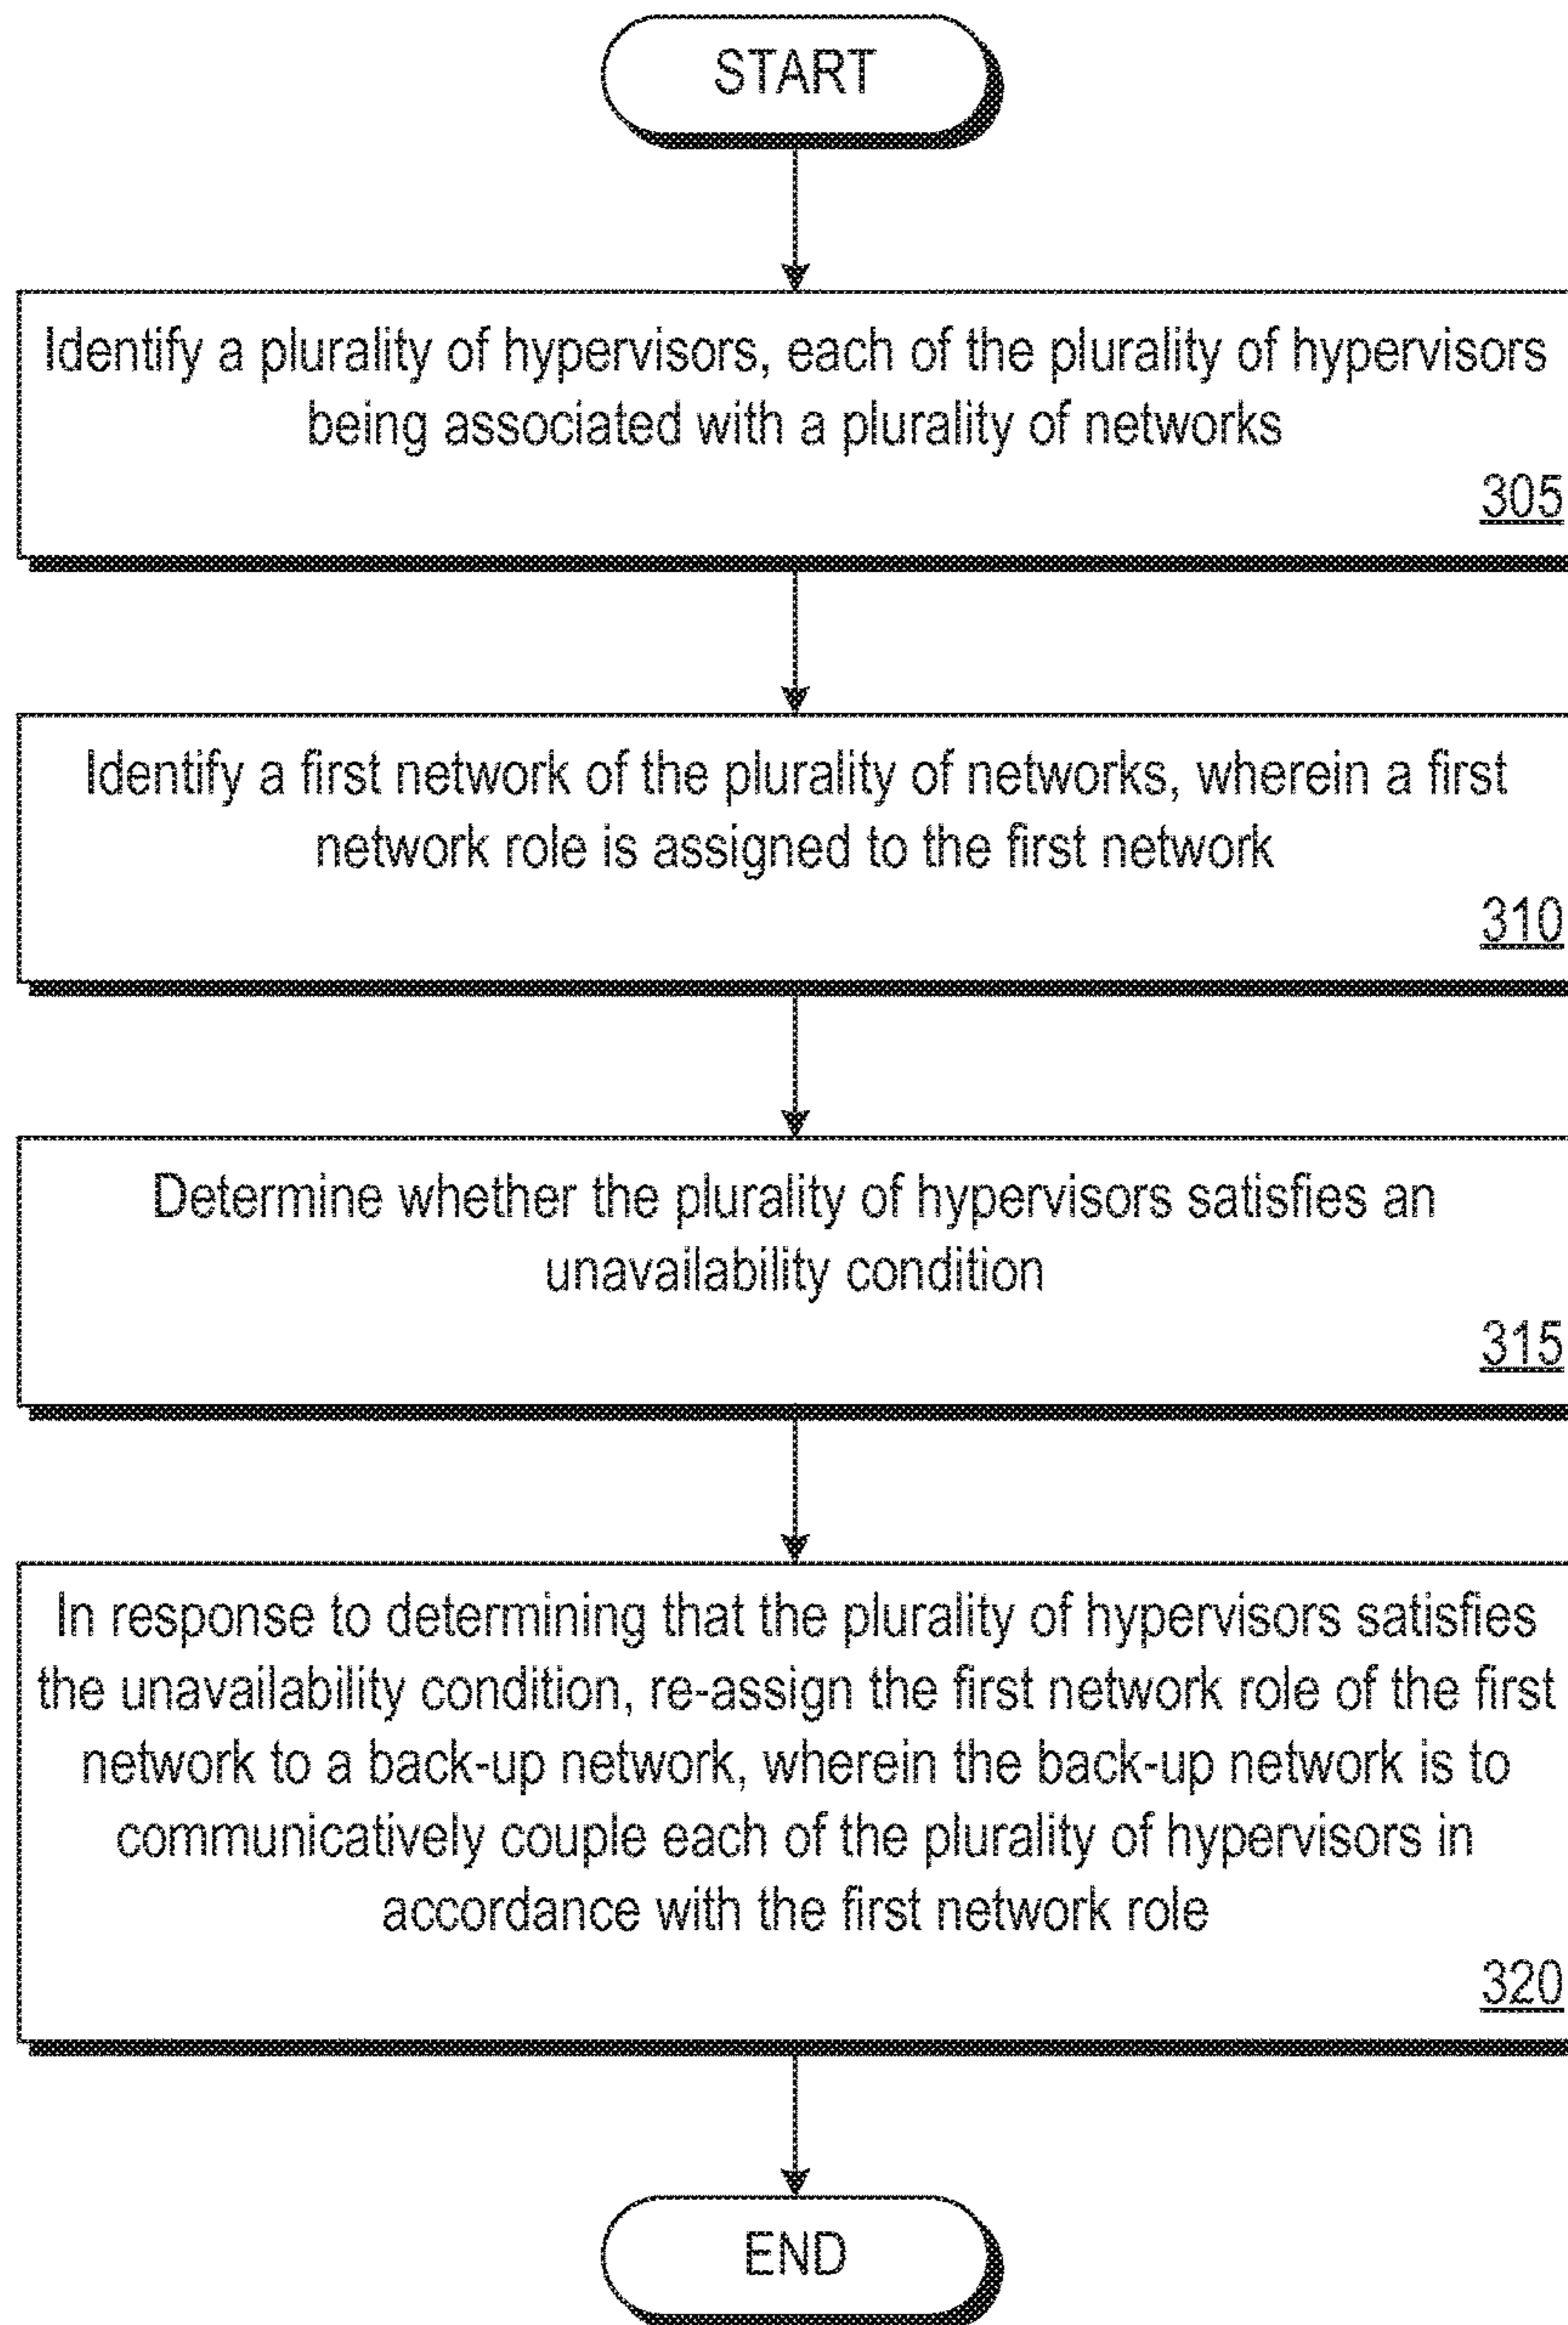 START
Identify a plurality of hypervisors, each of the plurality of hypervisors
being associated with a plurality of networks
305
Identify a first network of the plurality of networks, wherein a first
network role is assigned to the first network
310
Determine whether the plurality of hypervisors satisfies an
unavailability condition
315
In response to determining that the plurality of hypervisors satisfies
the unavailability condition, re-assign the first network role of the first
network to a back-up network, wherein the back-up network is to
communicatively couple each of the plurality of hypervisors in
accordance with the first network role
320
END